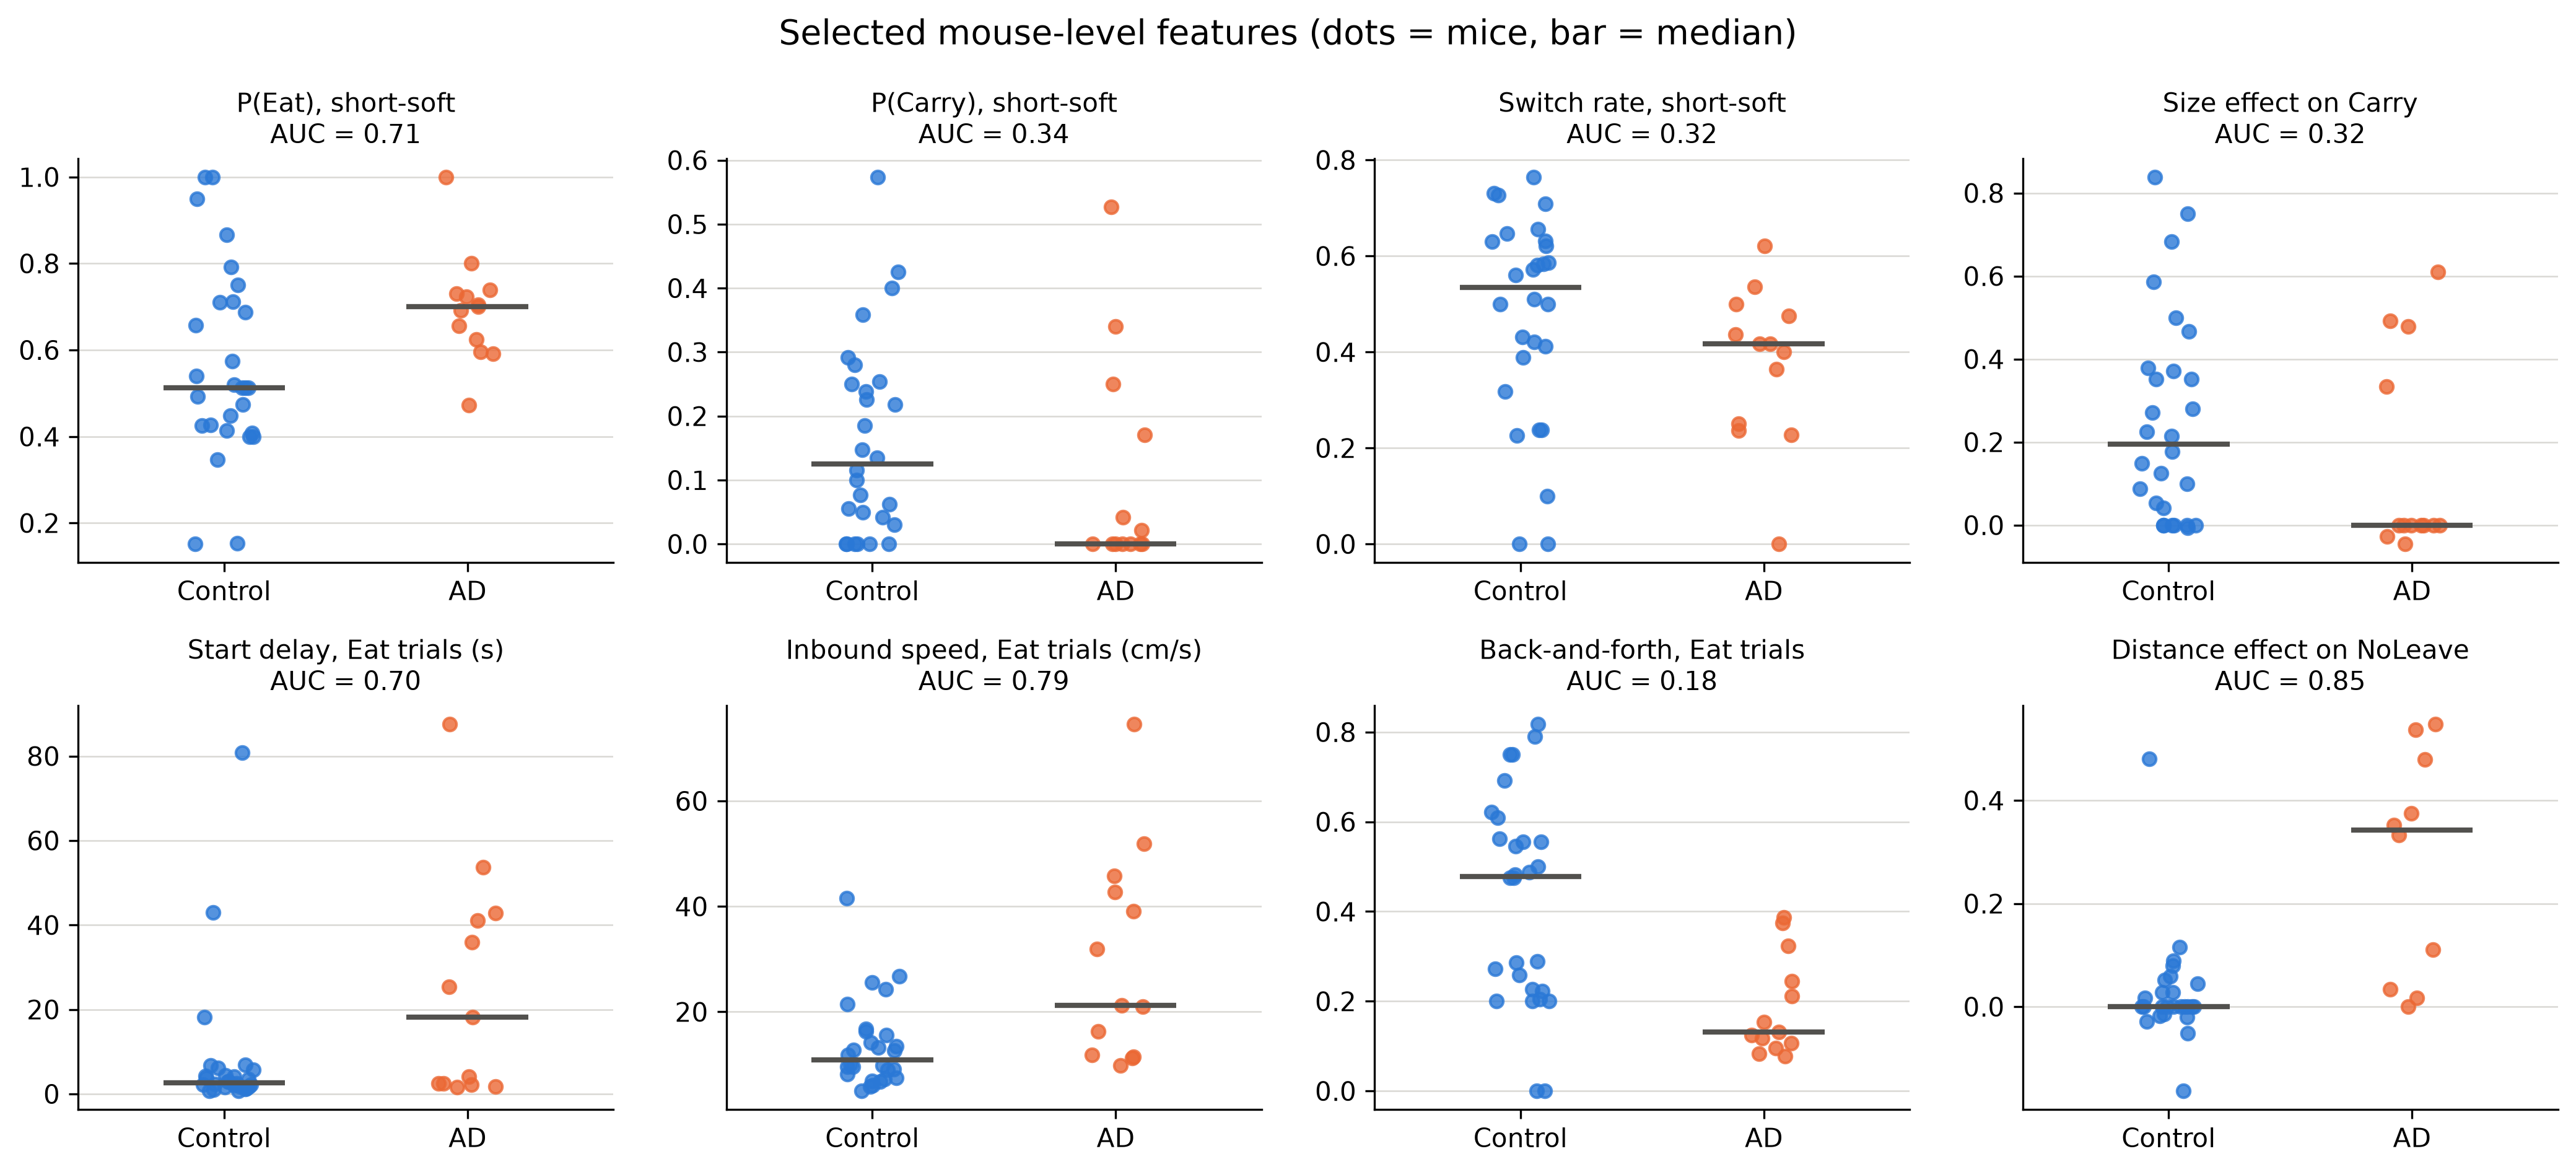 Selected mouse-level features (dots = mice, bar = median)
P(Eat), short-soft
AUC = 0.71
1.0
0.8
0.6
0.4
0.2
Control
AD
P(Carry), short-soft
AUC = 0.34
0.6
0.5
0.4
0.3
0.2
0.1
0.0
Control
AD
Switch rate, short-soft
AUC = 0.32
0.8
0.6
0.4
0.2
0.0
Control
AD
Size effect on Carry
AUC = 0.32
0.8
0.6
0.4
0.2
0.0
Control
AD
Start delay, Eat trials (s)
AUC = 0.70
80
60
40
20
0
Control
AD
Inbound speed, Eat trials (cm/s)
AUC = 0.79
60
40
20
Control
AD
Back-and-forth, Eat trials
AUC = 0.18
0.8
0.6
0.4
0.2
0.0
Control
AD
Distance effect on NoLeave
AUC = 0.85
0.4
0.2
0.0
Control
AD